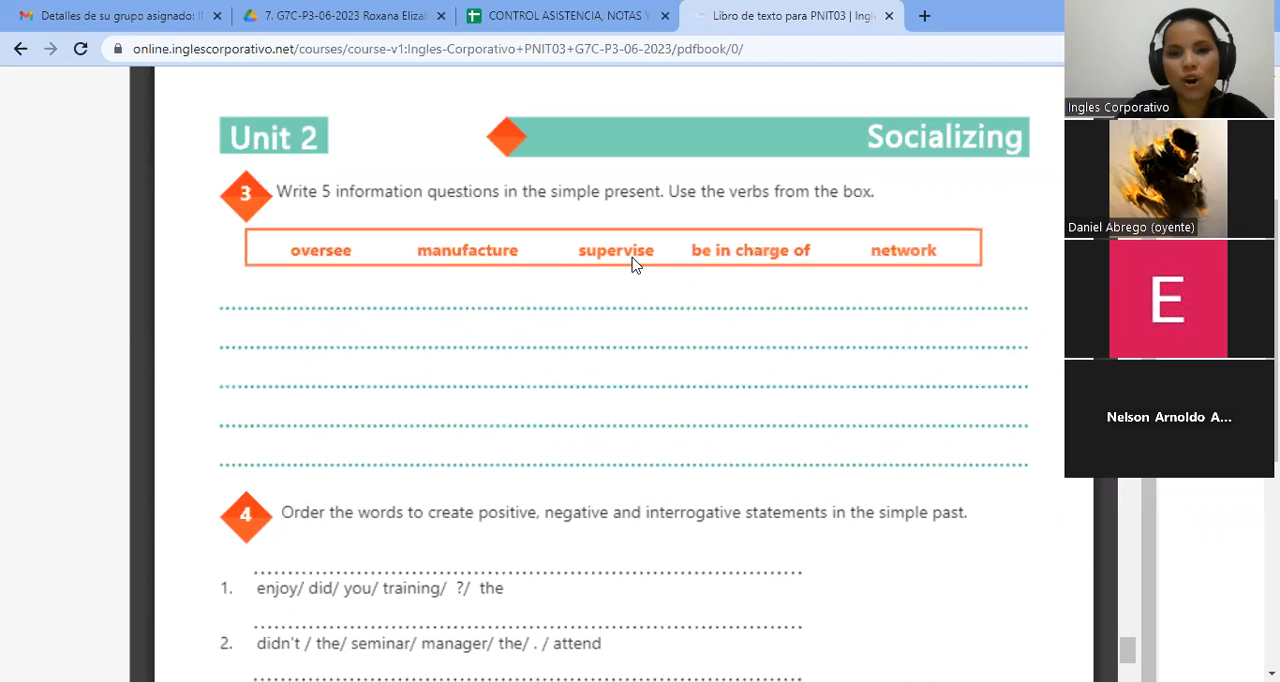 Detalles de su grupo asignado: I
7. G7C-P3-06-2023 Roxana Elizab
CONTROL ASISTENCIA, NOTAS Y
Libro de texto para PNIT03 | Ingle
online.inglescorporativo.net/courses/course-v1:Ingles-Corporativo+PNIT03+G7C-P3-06-2023/pdfbook/0/
Unit 2
Socializing
3 Write 5 information questions in the simple present. Use the verbs from the box.
oversee manufacture supervise be in charge of network
4 Order the words to create positive, negative and interrogative statements in the simple past.
1. enjoy/ did/ you/ training/ ?/ the
2. didn't / the/ seminar/ manager/ the/ . / attend
Ingles Corporativo
Daniel Abrego (oyente)
E
Nelson Arnoldo A...